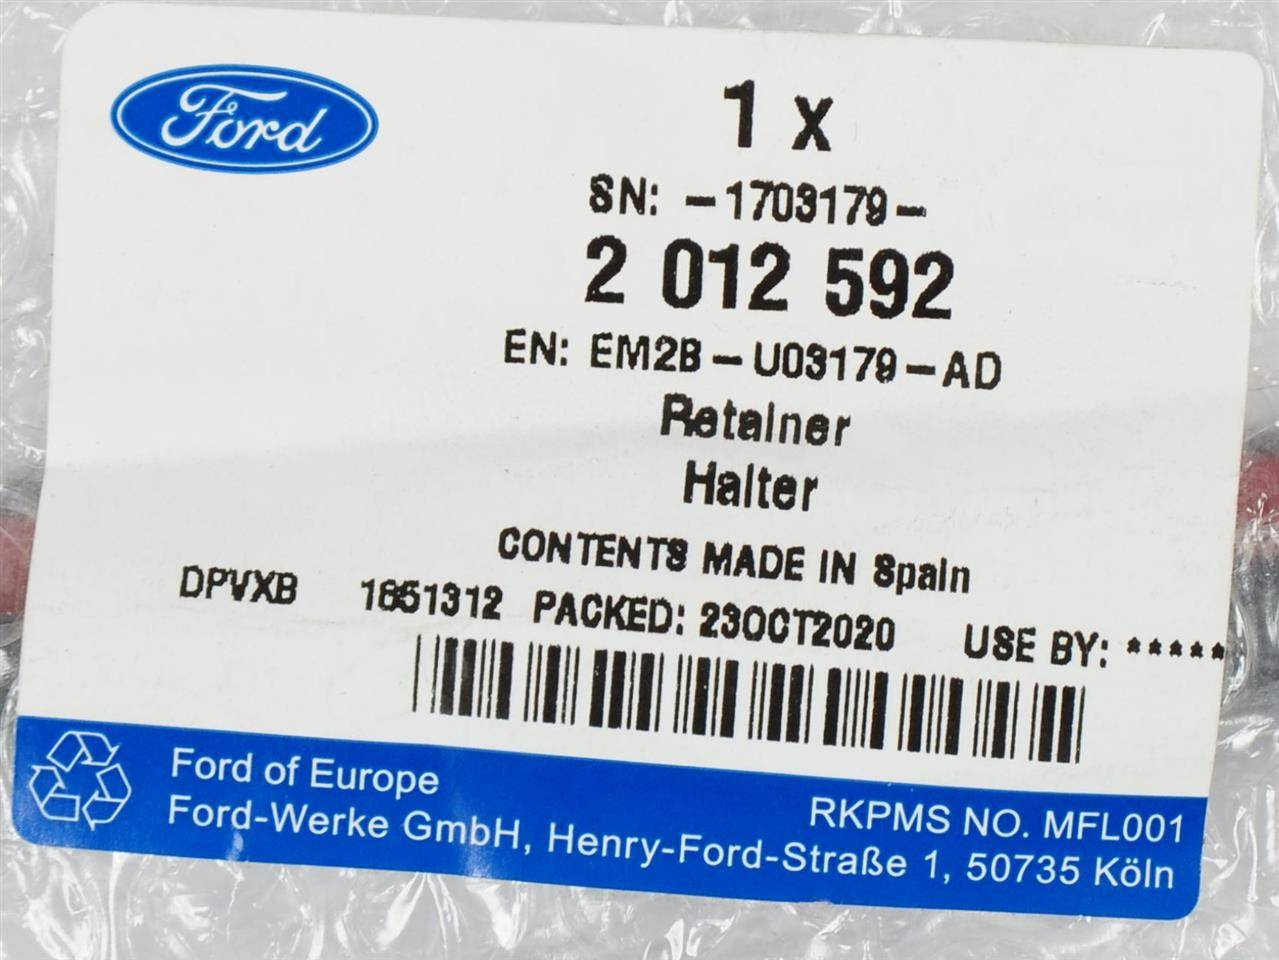 Ford
1 x
SN: -1703179-
2 012 592
EN: EM2B-U03179-AD
Retainer
Halter
CONTENTS MADE IN Spain
DPVXB 1651312 PACKED: 23OCT2020 USE BY: *****
Ford of Europe
Ford-Werke GmbH, Henry-Ford-Straße 1, 50735 Köln
RKPMS NO. MFL001